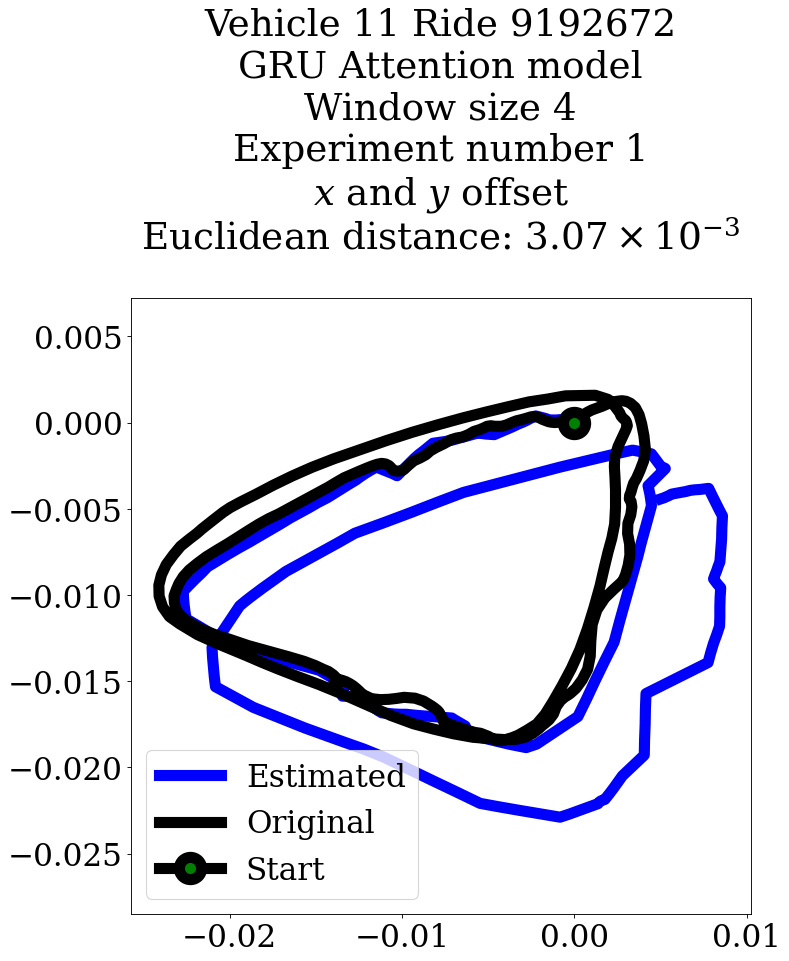 Vehicle 11 Ride 9192672
GRU Attention model
Window size 4
Experiment number 1
x and y offset
Euclidean distance: 3.07 × 10⁻³
0.005
0.000
−0.005
−0.010
−0.015
−0.020
−0.025
Estimated
Original
Start
−0.02
−0.01
0.00
0.01